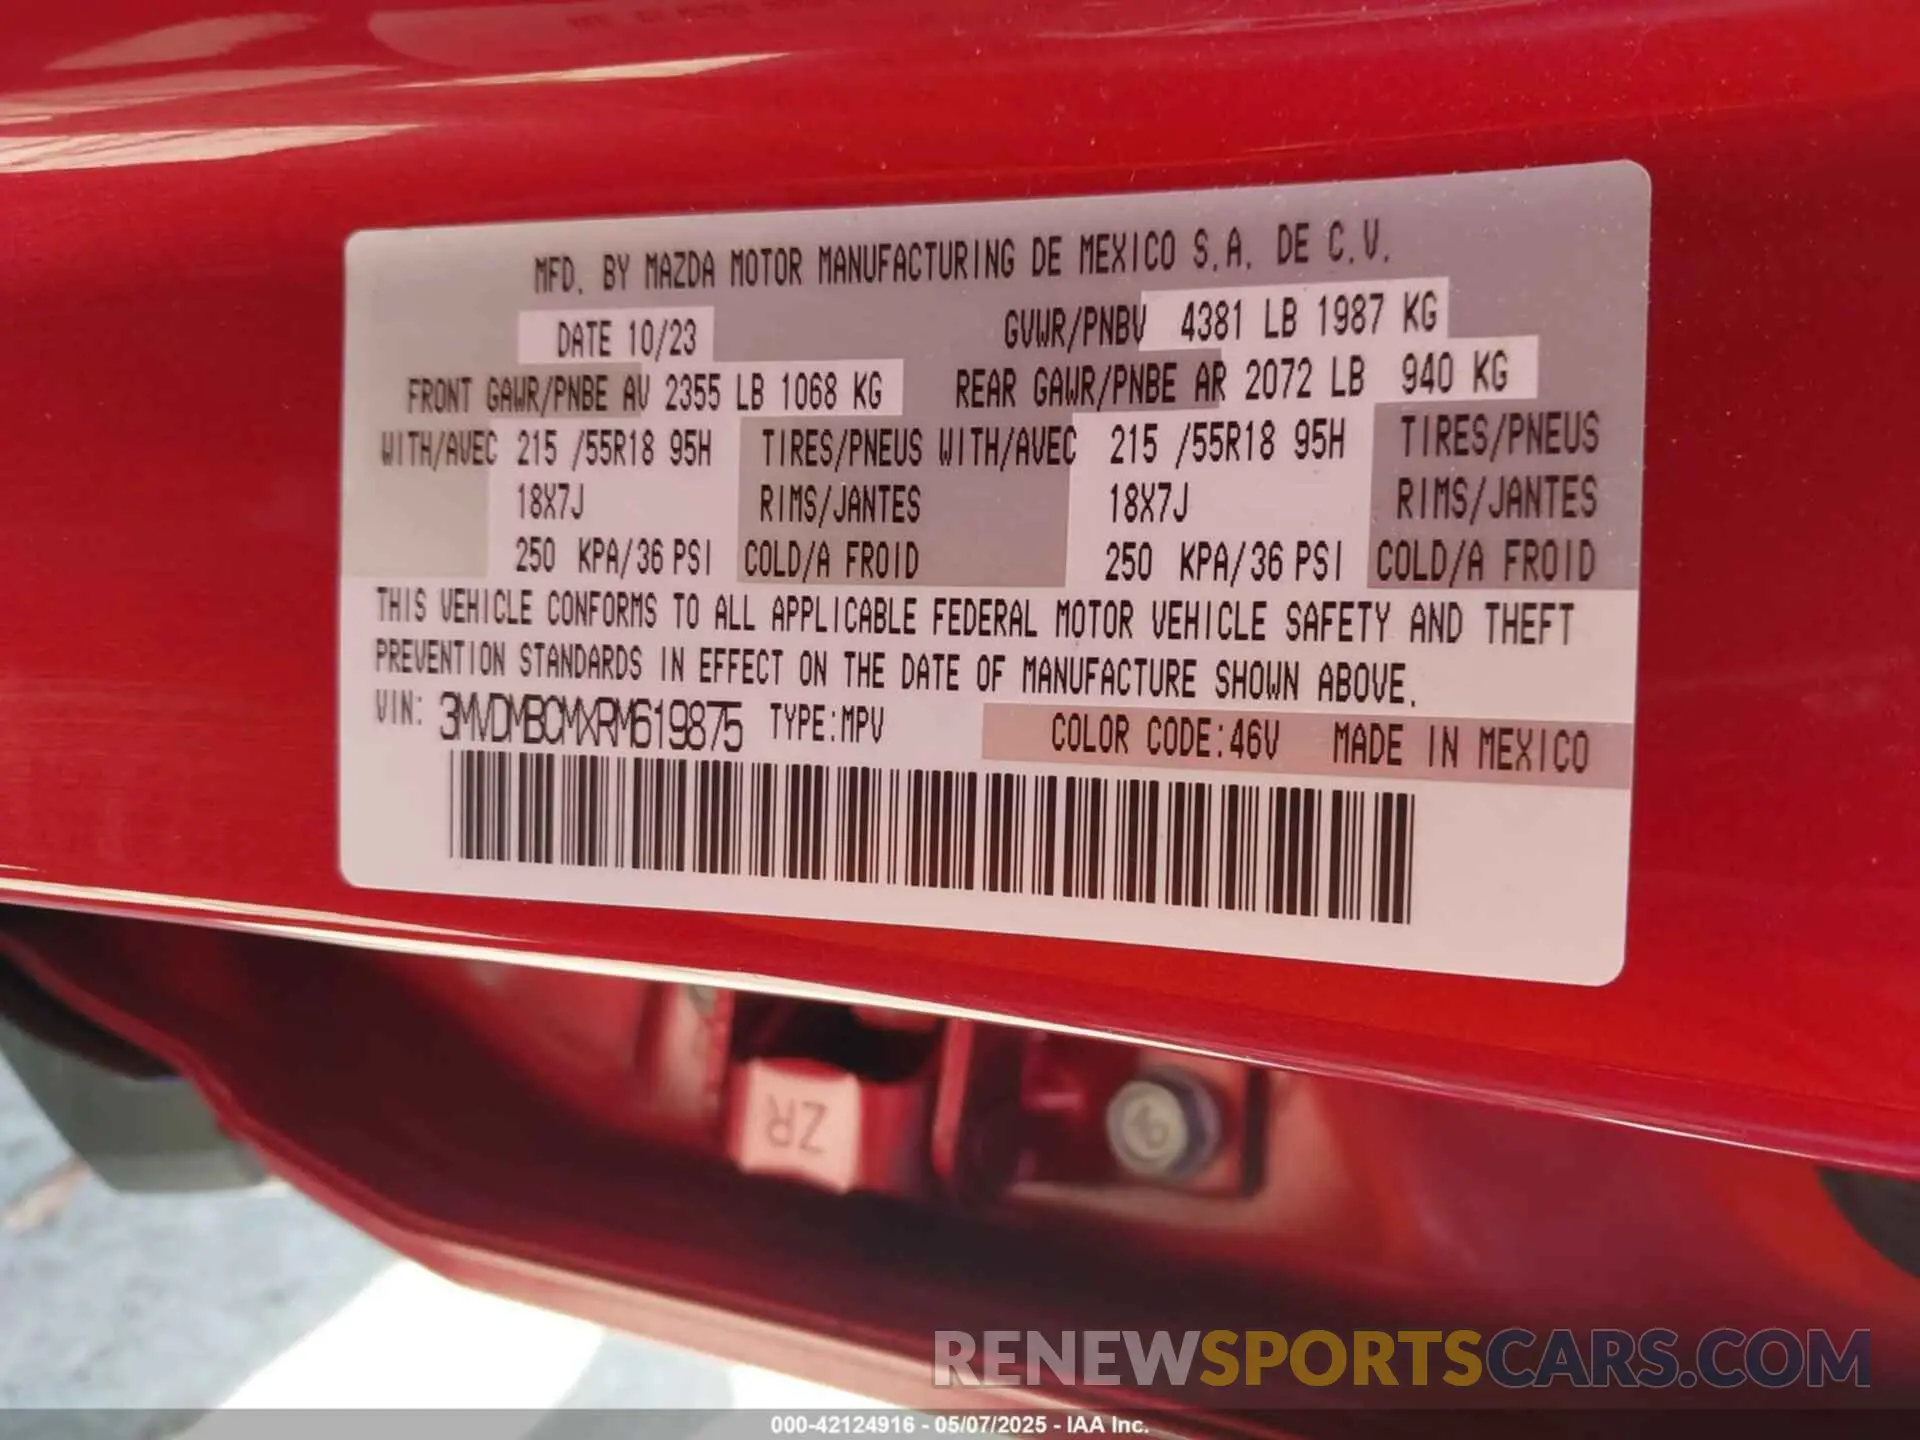 MFD. BY MAZDA MOTOR MANUFACTURING DE MEXICO S.A. DE C.V.
DATE 10/23 GVWR/PNBV 4381 LB 1987 KG
FRONT GAWR/PNBE AV 2355 LB 1068 KG REAR GAWR/PNBE AR 2072 LB 940 KG
WITH/AVEC 215 /55R18 95H TIRES/PNEUS WITH/AVEC 215 /55R18 95H TIRES/PNEUS
18X7J RIMS/JANTES 18X7J RIMS/JANTES
250 KPA/36 PSI COLD/A FROID 250 KPA/36 PSI COLD/A FROID
THIS VEHICLE CONFORMS TO ALL APPLICABLE FEDERAL MOTOR VEHICLE SAFETY AND THEFT
PREVENTION STANDARDS IN EFFECT ON THE DATE OF MANUFACTURE SHOWN ABOVE.
VIN: 3MVDMBCMXRM619875 TYPE:MPV COLOR CODE:46V MADE IN MEXICO
ZR
RENEWSPORTSCARS.COM
000-42124916 - 05/07/2025 - IAA Inc.